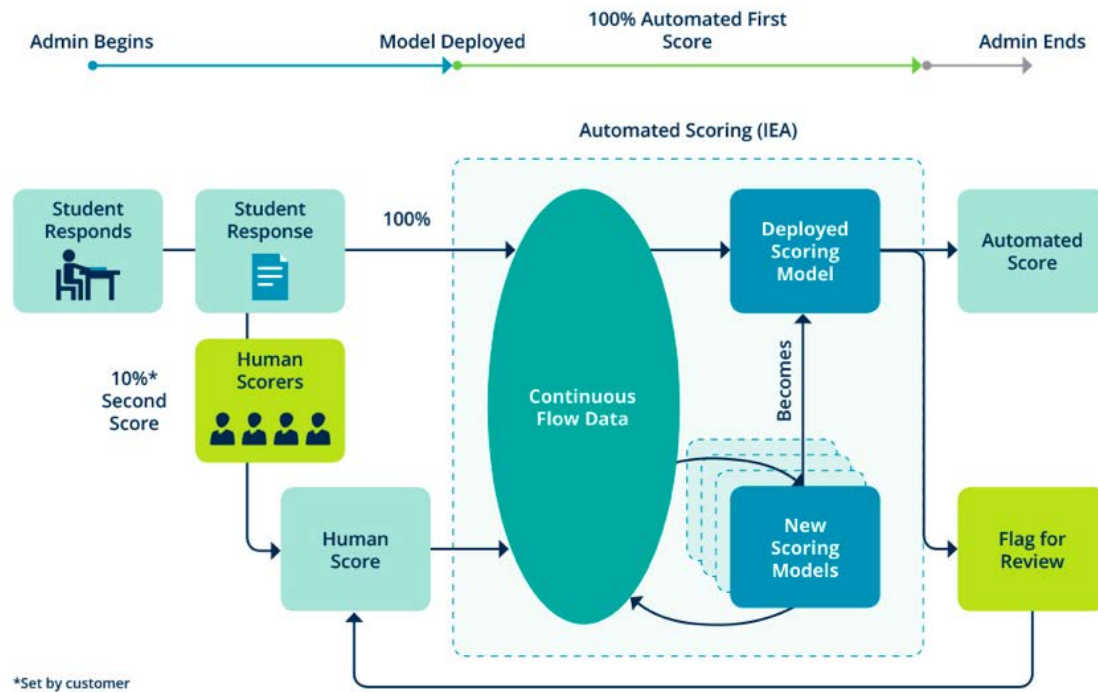 Admin Begins
Model Deployed
100% Automated First
Score
Admin Ends
Automated Scoring (IEA)
Student
Responds
Student
Response
100%
Deployed
Scoring
Model
Automated
Score
10%*
Second
Score
Human
Scorers
Continuous
Flow Data
Becomes
Human
Score
New
Scoring
Models
Flag for
Review
*Set by customer